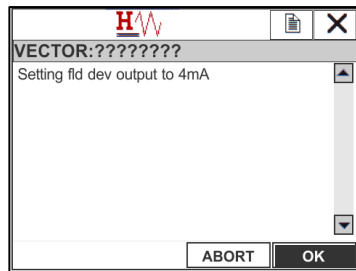 H
VECTOR:????????
Setting fld dev output to 4mA
ABORT
OK